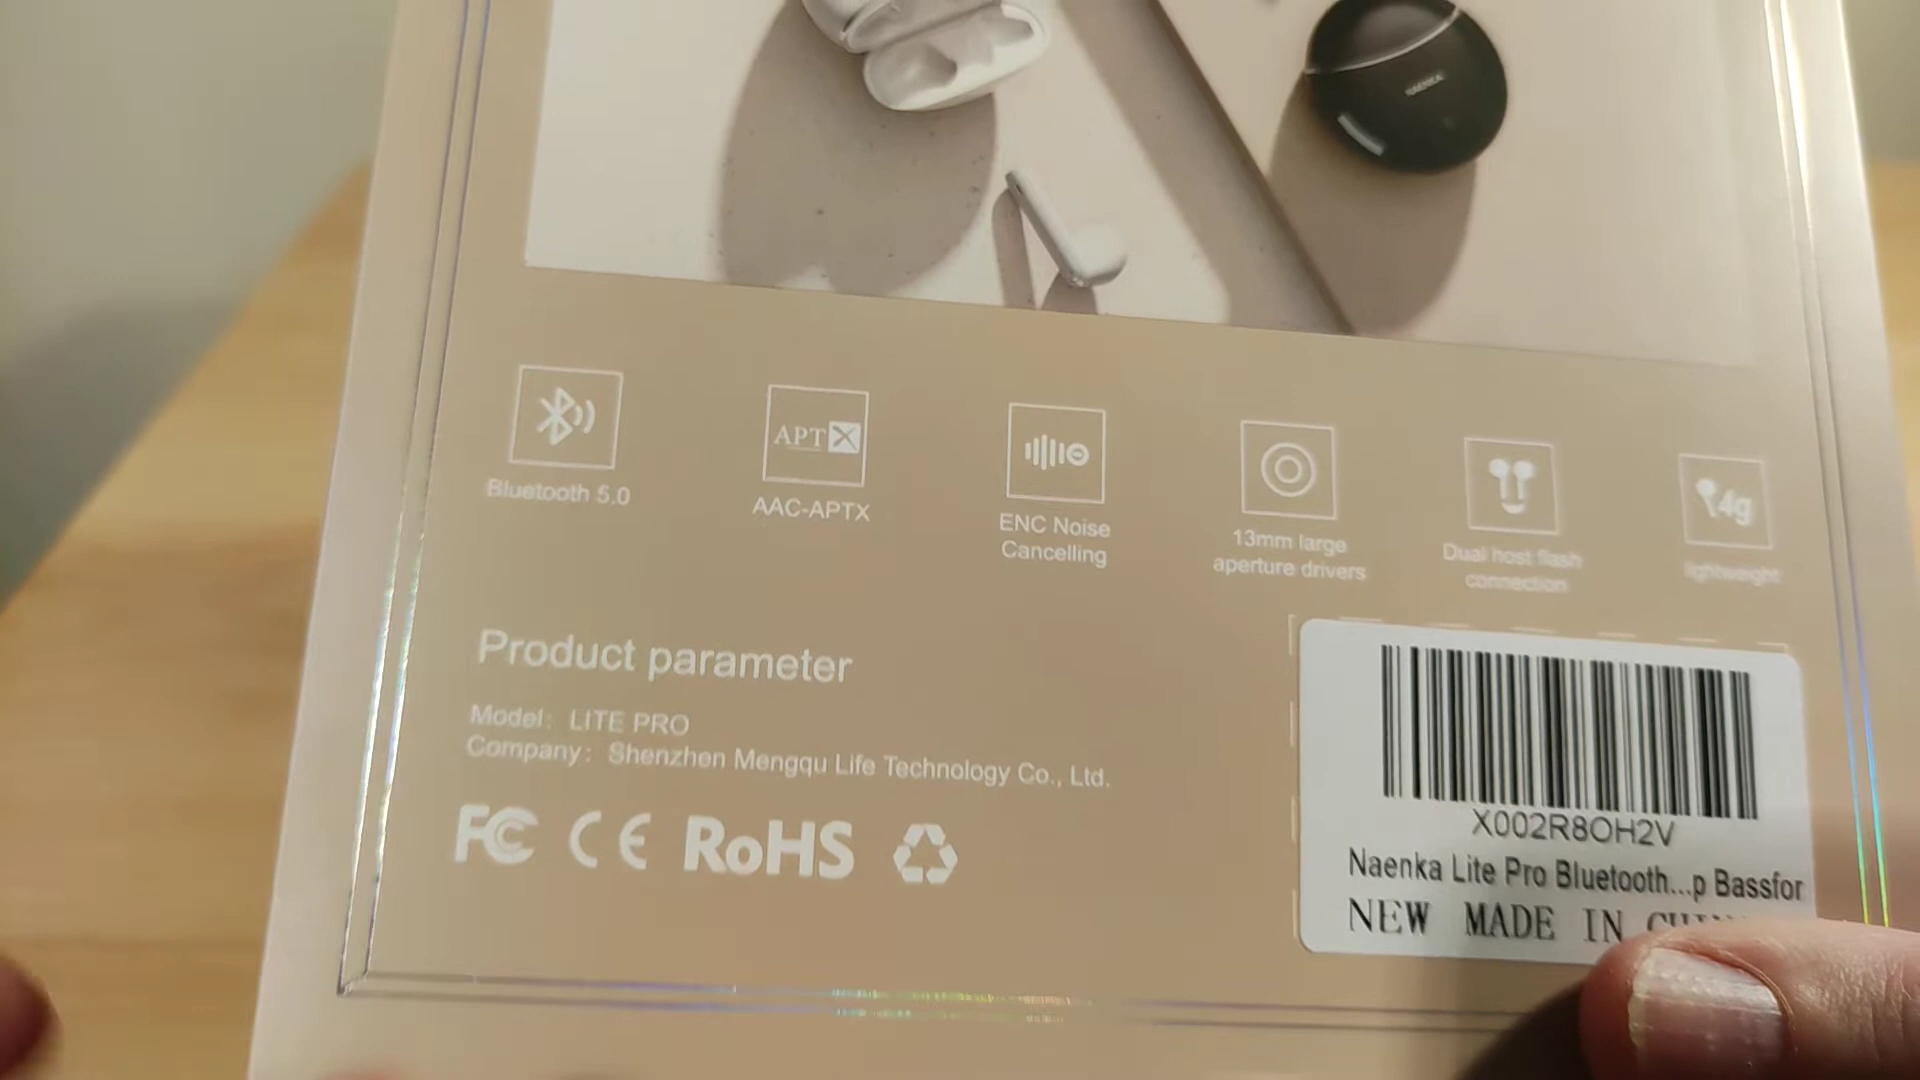 NAENKA
APTX
4g
Bluetooth 5.0
AAC-APTX
ENC Noise
Cancelling
13mm large
aperture drivers
Dual host flash
connection
lightweight
Product parameter
Model: LITE PRO
Company: Shenzhen Mengqu Life Technology Co., Ltd.
FC CE RoHS
X002R8OH2V
Naenka Lite Pro Bluetooth...p Bassfor
NEW MADE IN